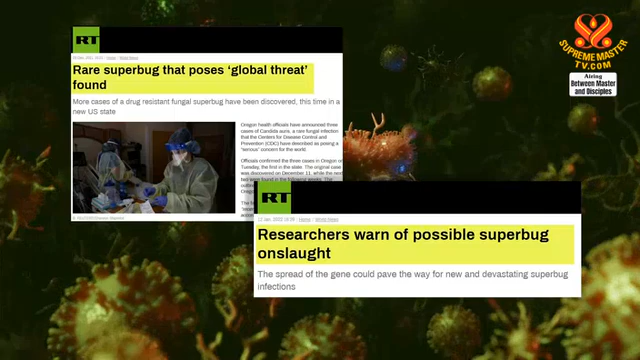 RT
Rare superbug that poses ‘global threat’
found
More cases of a drug resistant fungal superbug have been discovered, this time in a
new US state
Oregon health officials have announced three
cases of Candida auris, a rare fungal infection
that the Centers for Disease Control and
Prevention (CDC) have described as posing a
"serious" concern for the world.
Officials confirmed the three cases in Oregon on
Tuesday, the first in the state. The original case
was discovered on December 11, while the next
RT
Home World News
Researchers warn of possible superbug
onslaught
The spread of the gene could pave the way for new and devastating superbug
infections
SUPREME MASTER
TV.COM
Airing
Between Master
and Disciples